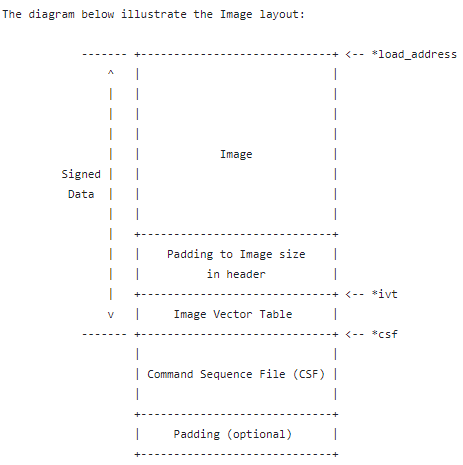 The diagram below illustrate the Image layout:
------- +-----------------------------+ <-- *load_address
^ | |
| | |
| | |
| | |
| | Image |
Signed | | |
Data | | |
| | |
| +-----------------------------+
| | Padding to Image size |
| | in header |
| +-----------------------------+ <-- *ivt
v | Image Vector Table |
------- +-----------------------------+ <-- *csf
| |
| Command Sequence File (CSF) |
| |
+-----------------------------+
| Padding (optional) |
+-----------------------------+